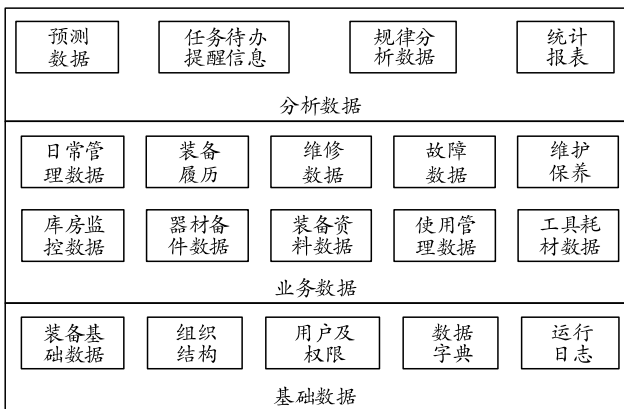 预测
数据
任务待办
提醒信息
规律分
析数据
统计
报表
分析数据
日常管
理数据
装备
履历
维修
数据
故障
数据
维护
保养
库房监
控数据
器材备
件数据
装备资
料数据
使用管
理数据
工具耗
材数据
业务数据
装备基
础数据
组织
结构
用户及
权限
数据
字典
运行
日志
基础数据